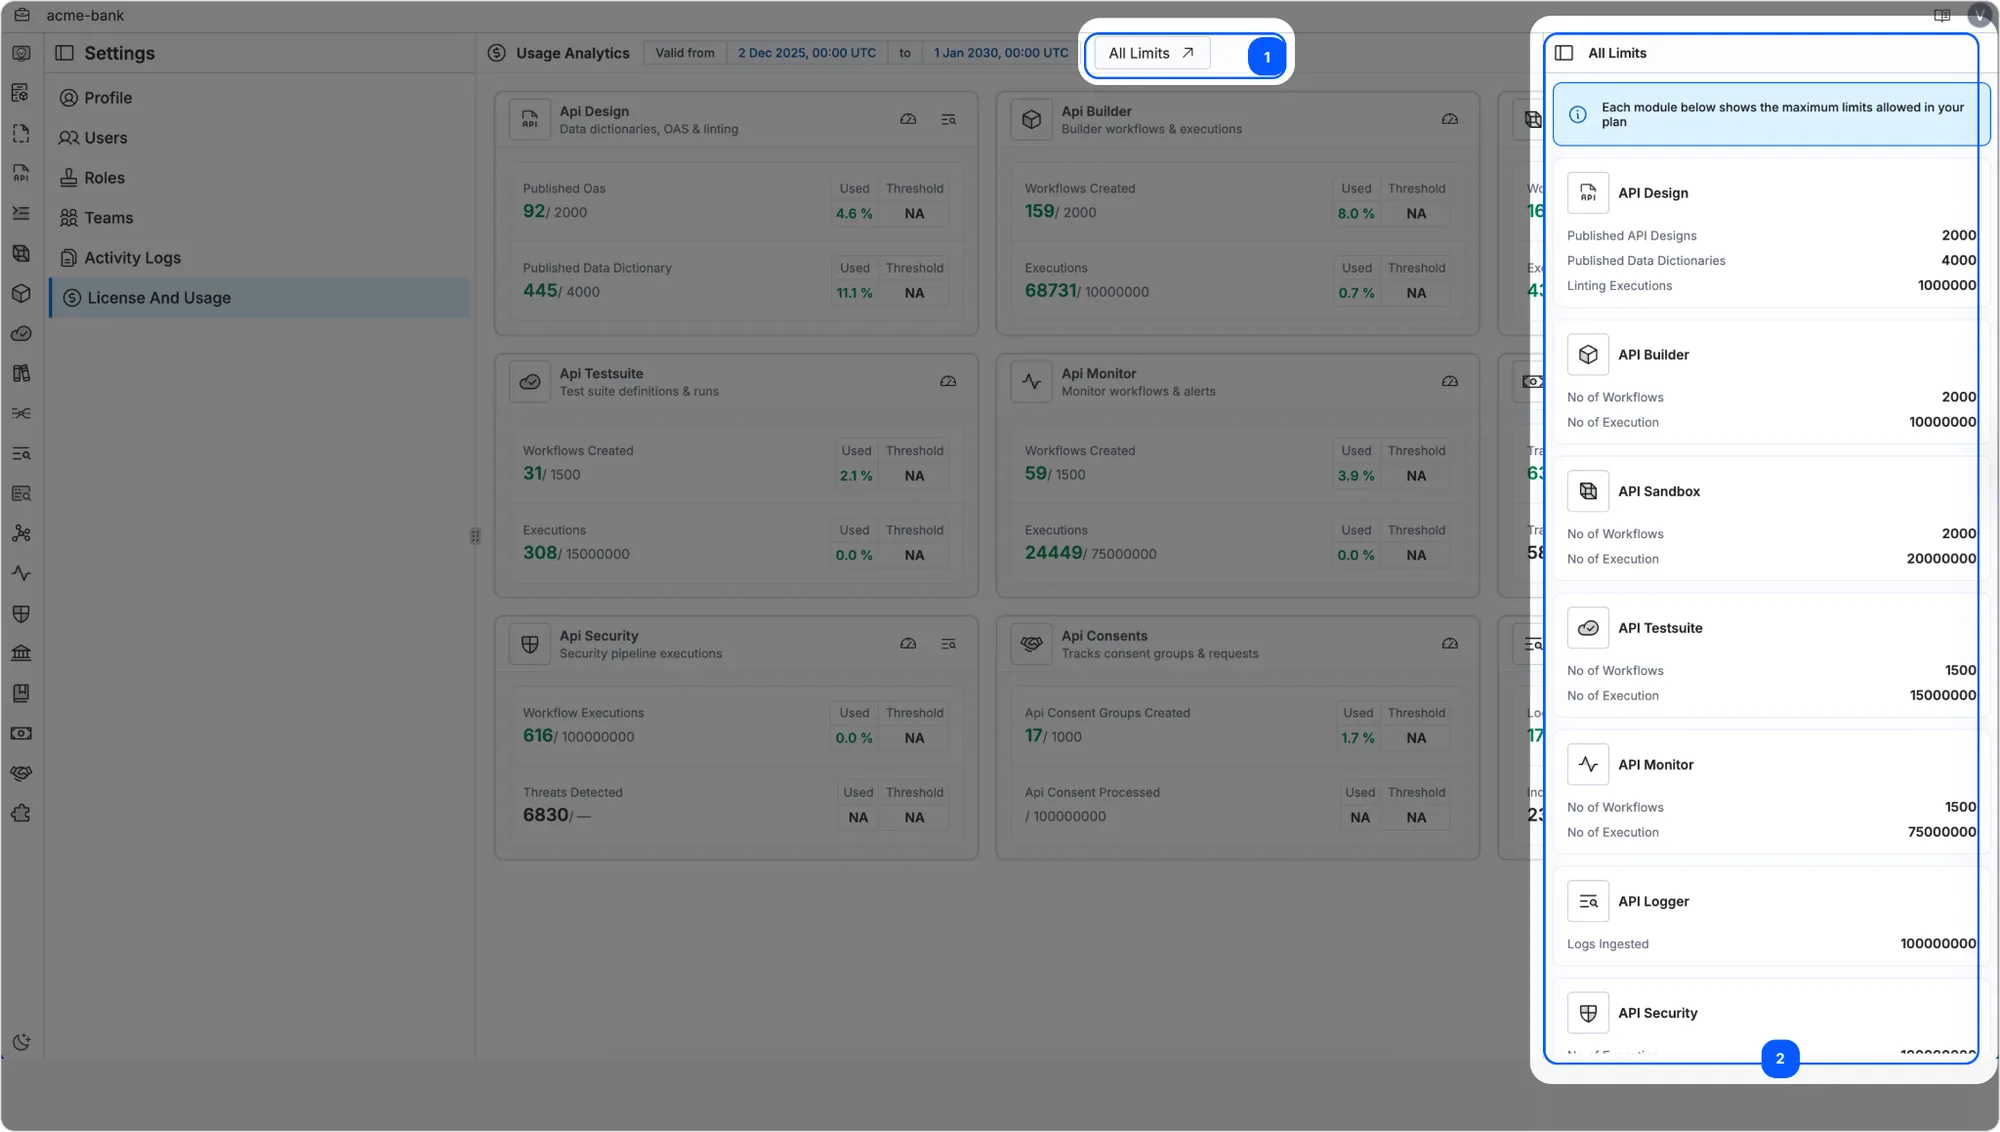 acme-bank
V
Settings
Profile
Users
Roles
Teams
Activity Logs
License And Usage
Usage Analytics
Valid from
2 Dec 2025, 00:00 UTC
to
1 Jan 2030, 00:00 UTC
All Limits
1
Api Design
Data dictionaries, OAS & linting
Published Oas
92/ 2000
Used
Threshold
4.6 %
NA
Published Data Dictionary
445/ 4000
Used
Threshold
11.1 %
NA
Api Builder
Builder workflows & executions
Workflows Created
159/ 2000
Used
Threshold
8.0 %
NA
Executions
68731/ 10000000
Used
Threshold
0.7 %
NA
Api Testsuite
Test suite definitions & runs
Workflows Created
31/ 1500
Used
Threshold
2.1 %
NA
Executions
308/ 15000000
Used
Threshold
0.0 %
NA
Api Monitor
Monitor workflows & alerts
Workflows Created
59/ 1500
Used
Threshold
3.9 %
NA
Executions
24449/ 75000000
Used
Threshold
0.0 %
NA
Api Security
Security pipeline executions
Workflow Executions
616/ 100000000
Used
Threshold
0.0 %
NA
Threats Detected
6830/ —
Used
Threshold
NA
NA
Api Consents
Tracks consent groups & requests
Api Consent Groups Created
17/ 1000
Used
Threshold
1.7 %
NA
Api Consent Processed
/ 100000000
Used
Threshold
NA
NA
All Limits
Each module below shows the maximum limits allowed in your
plan
API Design
Published API Designs 2000
Published Data Dictionaries 4000
Linting Executions 1000000
API Builder
No of Workflows 2000
No of Execution 10000000
API Sandbox
No of Workflows 2000
No of Execution 20000000
API Testsuite
No of Workflows 1500
No of Execution 15000000
API Monitor
No of Workflows 1500
No of Execution 75000000
API Logger
Logs Ingested 100000000
API Security
2